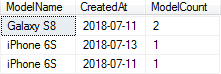 ModelName CreatedAt ModelCount
Galaxy S8 2018-07-11 2
iPhone 6S 2018-07-13 1
iPhone 6S 2018-07-11 1